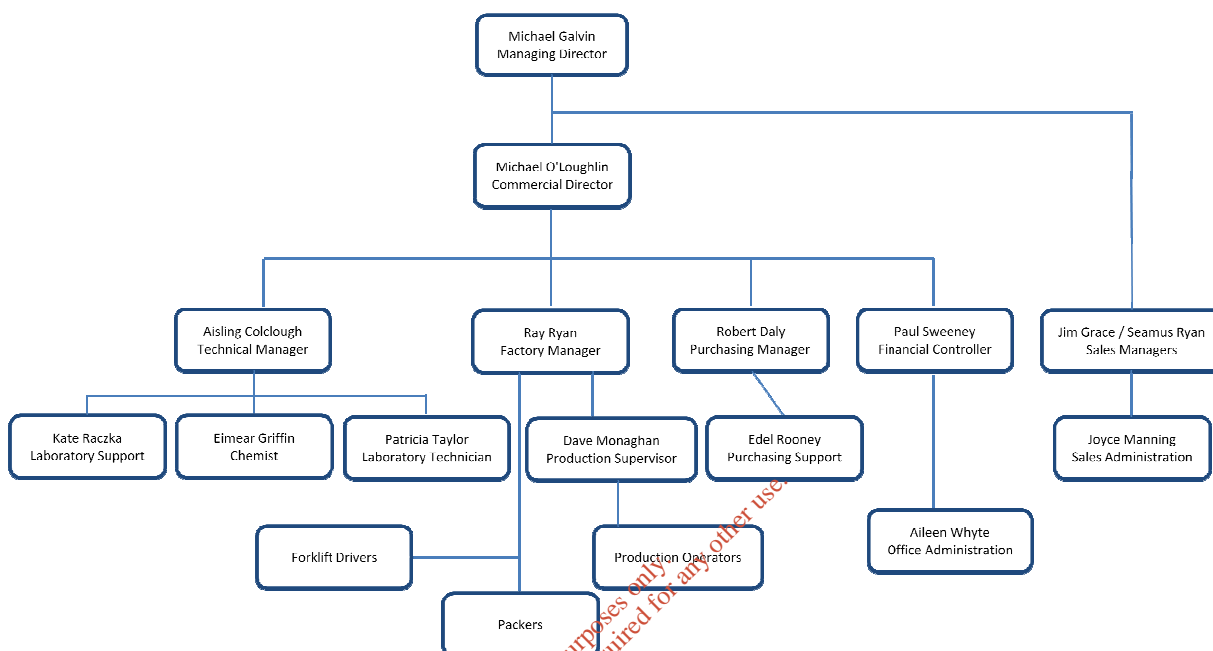 Michael Galvin
Managing Director
Michael O'Loughlin
Commercial Director
Aisling Colclough
Technical Manager
Ray Ryan
Factory Manager
Robert Daly
Purchasing Manager
Paul Sweeney
Financial Controller
Jim Grace / Seamus Ryan
Sales Managers
Kate Raczka
Laboratory Support
Eimear Griffin
Chemist
Patricia Taylor
Laboratory Technician
Dave Monaghan
Production Supervisor
Edel Rooney
Purchasing Support
Joyce Manning
Sales Administration
Aileen Whyte
Office Administration
Forklift Drivers
Production Operators
Packers
only.
for any other use.